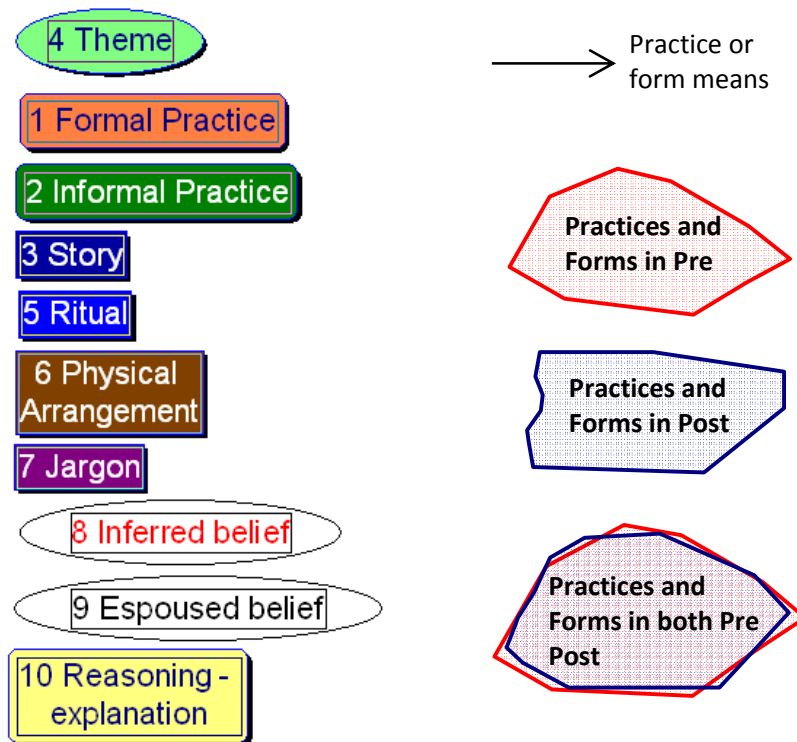 4 Theme
1 Formal Practice
2 Informal Practice
3 Story
5 Ritual
6 Physical
Arrangement
7 Jargon
8 Inferred belief
9 Espoused belief
10 Reasoning -
explanation
Practice or
form means
Practices and
Forms in Pre
Practices and
Forms in Post
Practices and
Forms in both Pre
Post